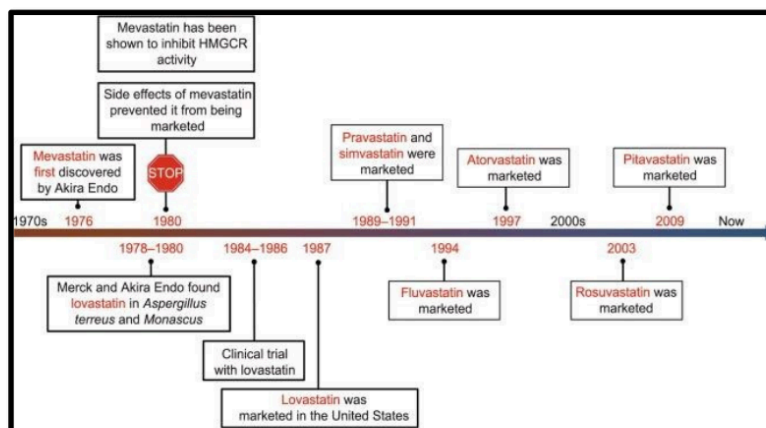 Mevastatin has been
shown to inhibit HMGCR
activity
Side effects of mevastatin
prevented it from being
marketed
Mevastatin was
first discovered
by Akira Endo
STOP
Pravastatin and
simvastatin were
marketed
Atorvastatin was
marketed
Pitavastatin was
marketed
1970s
1976
1980
1989–1991
1997
2000s
2009
Now
1978–1980
1984–1986
1987
1994
2003
Merck and Akira Endo found
lovastatin in Aspergillus
terreus and Monascus
Fluvastatin was
marketed
Rosuvastatin was
marketed
Clinical trial
with lovastatin
Lovastatin was
marketed in the United States